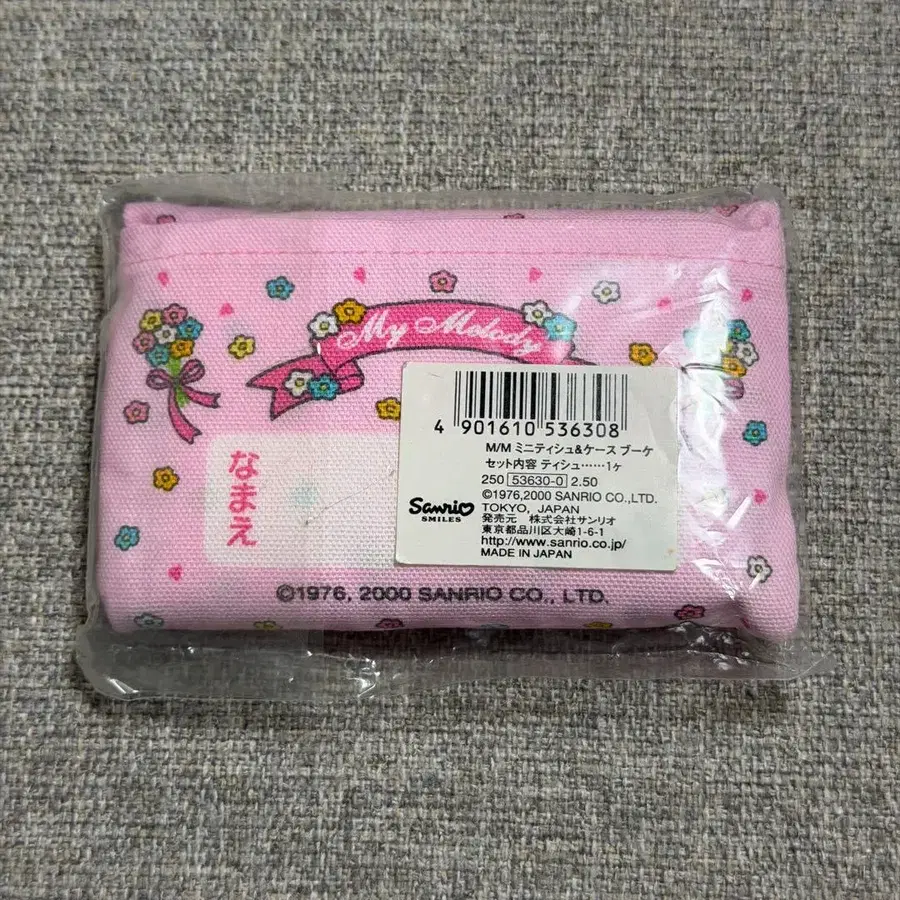 My Melody
なまえ
4 901610 536308
M/M ミニティシュ&ケース ブーケ
セット内容 ティシュ……1ヶ
250 53630-0 2.50
©1976,2000 SANRIO CO.,LTD.
TOKYO, JAPAN
発売元 株式会社サンリオ
東京都品川区大崎1-6-1
http://www.sanrio.co.jp/
MADE IN JAPAN
Sanrio
SMILES
©1976, 2000 SANRIO CO., LTD.